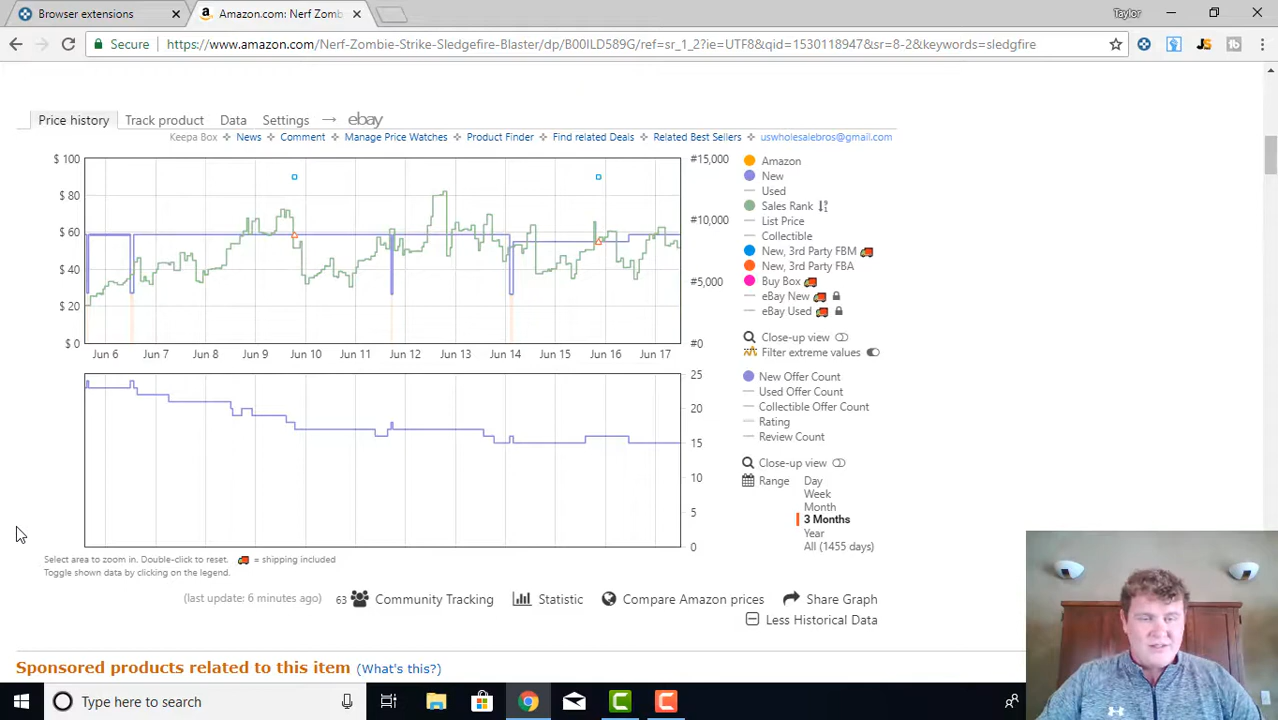 Browser extensions
Amazon.com: Nerf Zomb
Taylor
Secure
https://www.amazon.com/Nerf-Zombie-Strike-Sledgefire-Blaster/dp/B00ILD589G/ref=sr_1_2?ie=UTF8&qid=1530118947&sr=8-2&keywords=sledgfire
Price history Track product Data Settings → ebay
Keepa Box News Comment Manage Price Watches Product Finder Find related Deals Related Best Sellers uswholesalebros@gmail.com
$ 100
$ 80
$ 60
$ 40
$ 20
$ 0
#15,000
#10,000
#5,000
#0
Jun 6 Jun 7 Jun 8 Jun 9 Jun 10 Jun 11 Jun 12 Jun 13 Jun 14 Jun 15 Jun 16 Jun 17
Amazon
New
Used
Sales Rank
List Price
Collectible
New, 3rd Party FBM
New, 3rd Party FBA
Buy Box
eBay New
eBay Used
Close-up view
Filter extreme values
25
20
15
10
5
0
New Offer Count
Used Offer Count
Collectible Offer Count
Rating
Review Count
Close-up view
Range
Day
Week
Month
3 Months
Year
All (1455 days)
Select area to zoom in. Double-click to reset. = shipping included
Toggle shown data by clicking on the legend.
(last update: 6 minutes ago) 63 Community Tracking Statistic Compare Amazon prices Share Graph
Less Historical Data
Sponsored products related to this item (What's this?)
Type here to search